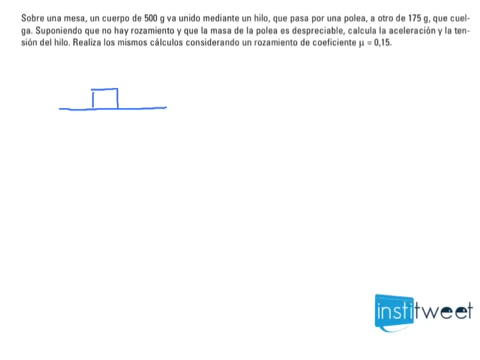 Sobre una mesa, un cuerpo de 500 g va unido mediante un hilo, que pasa por una polea, a otro de 175 g, que cuel-
ga. Suponiendo que no hay rozamiento y que la masa de la polea es despreciable, calcula la aceleración y la ten-
sión del hilo. Realiza los mismos cálculos considerando un rozamiento de coeficiente μ = 0,15.
institweet